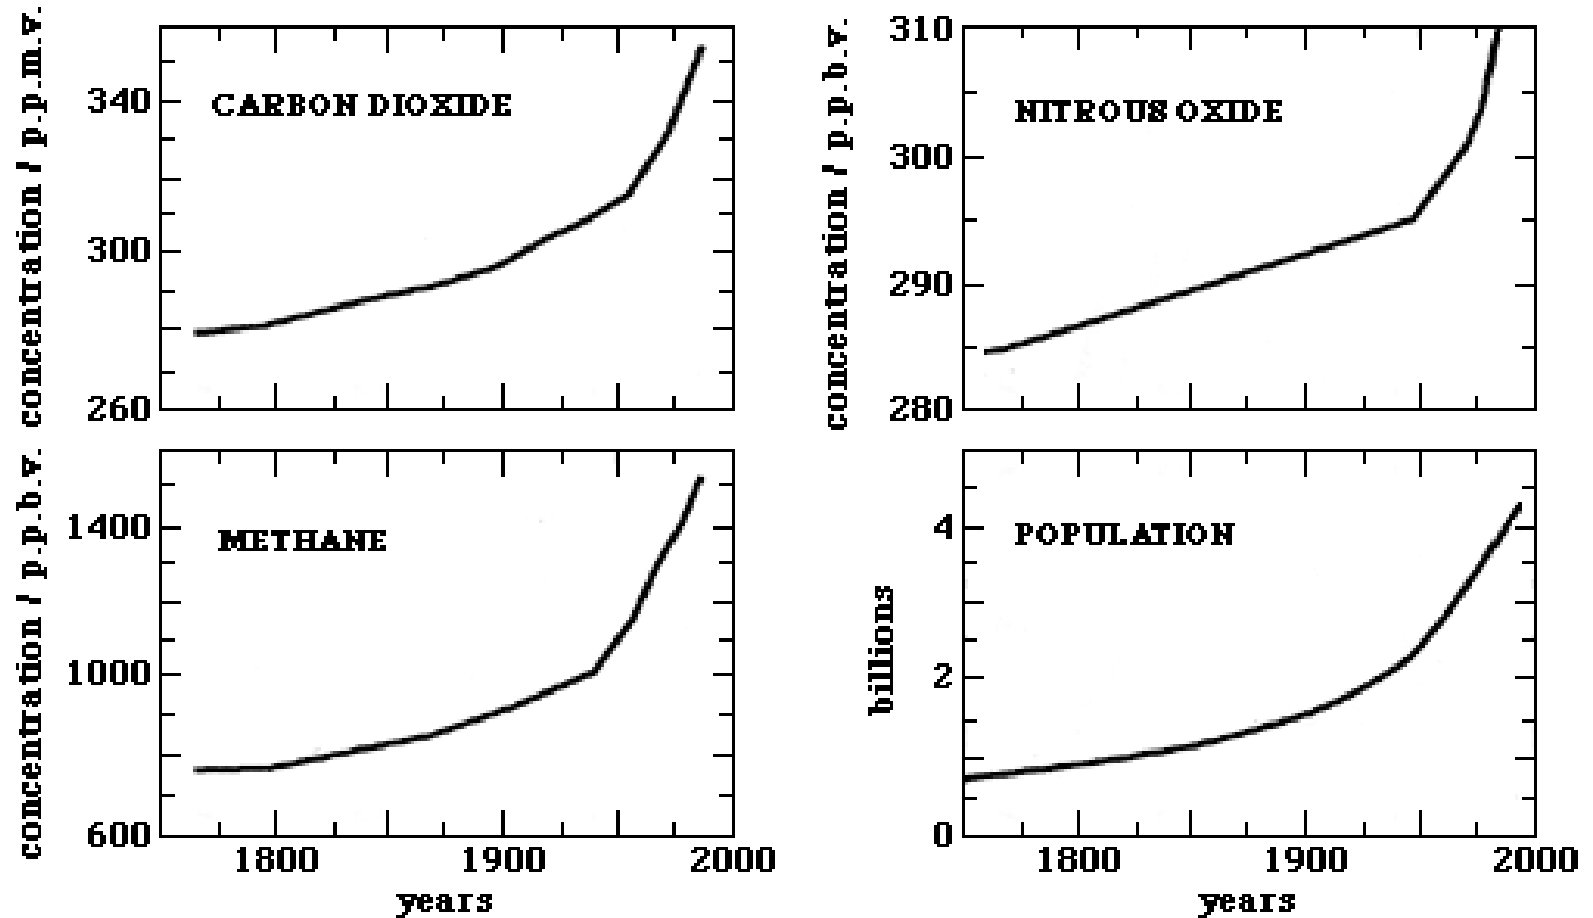 concentration / p.p.m.v.
340
300
260
CARBON DIOXIDE
concentration / p.p.b.v.
310
300
290
280
NITROUS OXIDE
concentration / p.p.b.v.
1400
1000
600
METHANE
1800 1900 2000
years
billions
4
2
0
POPULATION
1800 1900 2000
years